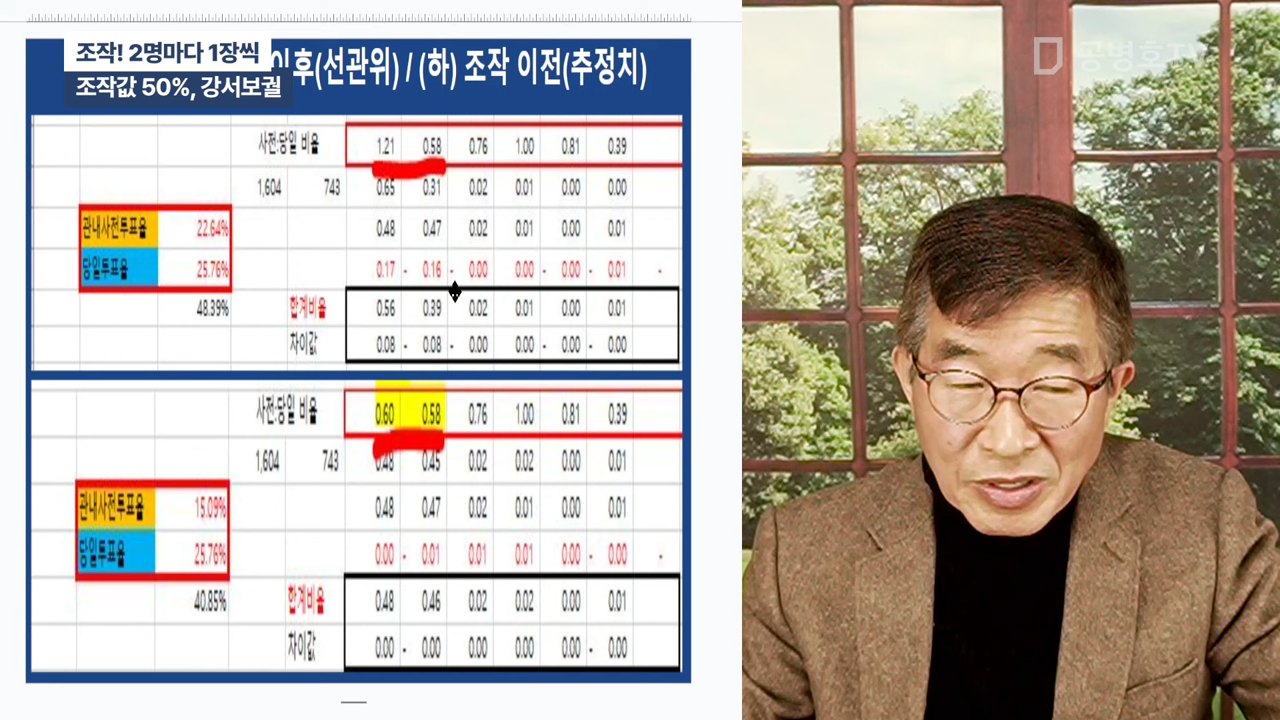 조작! 2명마다 1장씩
조작값 50%, 강서보궐
이후(선관위) / (하) 조작 이전(추정치)
공병호TV
사전:당일 비율 1.21 0.58 0.76 1.00 0.81 0.39
1,604 743 0.65 0.31 0.02 0.01 0.00 0.00
관내사전투표율 22.64% 0.48 0.47 0.02 0.01 0.00 0.01
당일투표율 25.76% 0.17 - 0.16 - 0.00 0.00 - 0.00 - 0.01 -
48.39% 합계비율 0.56 0.39 0.02 0.01 0.00 0.01
차이값 0.08 - 0.08 - 0.00 0.00 - 0.00 - 0.00
사전:당일 비율 0.60 0.58 0.76 1.00 0.81 0.39
1,604 743 0.48 0.45 0.02 0.02 0.00 0.01
관내사전투표율 15.09% 0.48 0.47 0.02 0.01 0.00 0.01
당일투표율 25.76% 0.00 - 0.01 0.01 0.01 0.00 - 0.00 -
40.85% 합계비율 0.48 0.46 0.02 0.02 0.00 0.01
차이값 0.00 - 0.00 0.00 0.00 0.00 - 0.00